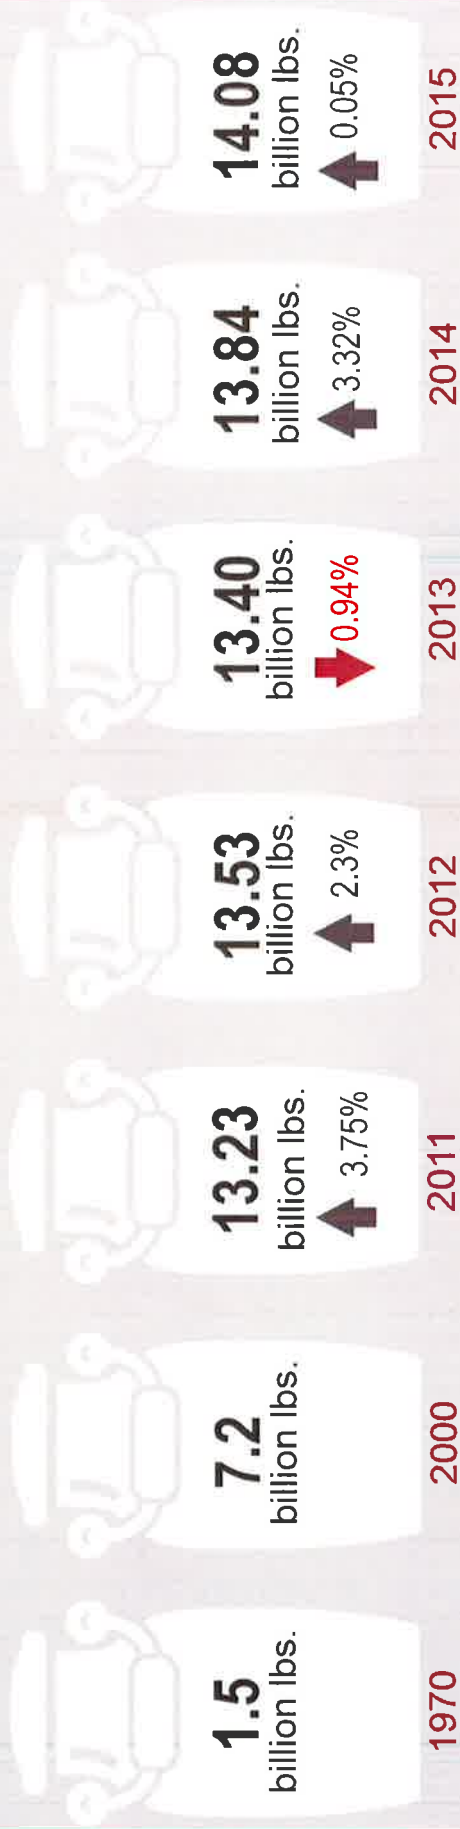 1.5
billion lbs.
1970
7.2
billion lbs.
2000
13.23
billion lbs.
3.75%
2011
13.53
billion lbs.
2.3%
2012
13.40
billion lbs.
0.94%
2013
13.84
billion lbs.
3.32%
2014
14.08
billion lbs.
0.05%
2015